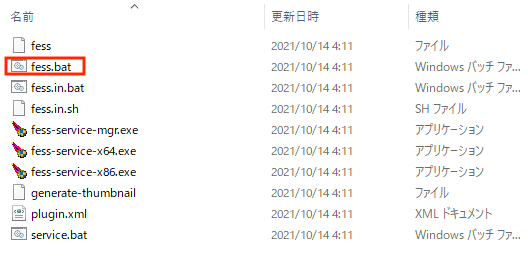 名前 更新日時 種類
fess 2021/10/14 4:11 ファイル
fess.bat 2021/10/14 4:11 Windows バッチ ファ...
fess.in.bat 2021/10/14 4:11 Windows バッチ ファ...
fess.in.sh 2021/10/14 4:11 SH ファイル
fess-service-mgr.exe 2021/10/14 4:11 アプリケーション
fess-service-x64.exe 2021/10/14 4:11 アプリケーション
fess-service-x86.exe 2021/10/14 4:11 アプリケーション
generate-thumbnail 2021/10/14 4:11 ファイル
plugin.xml 2021/10/14 4:11 XML ドキュメント
service.bat 2021/10/14 4:11 Windows バッチ ファ...